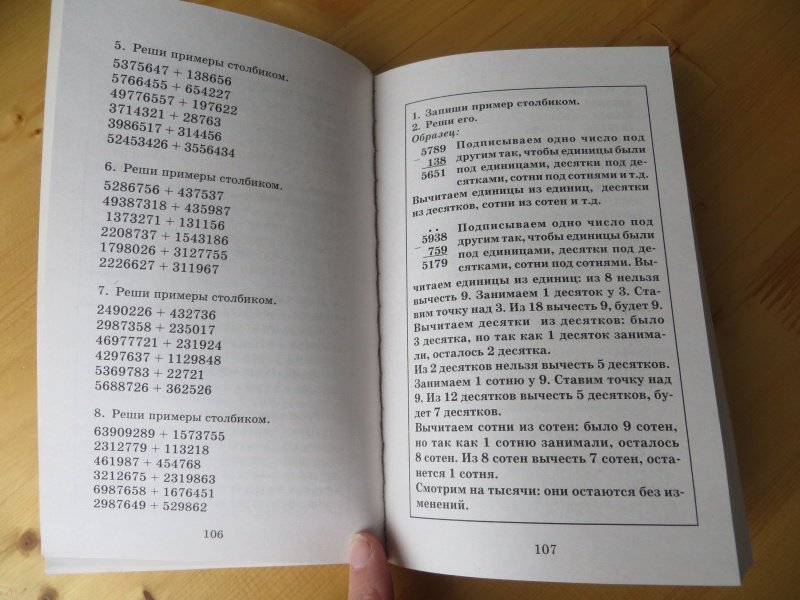 5. Реши примеры столбиком.
5375647 + 138656
5766455 + 654227
49776557 + 197622
3714321 + 28763
3986517 + 314456
52453426 + 3556434
6. Реши примеры столбиком.
5286756 + 437537
49387318 + 435987
1373271 + 131156
2208737 + 1543186
1798026 + 3127755
2226627 + 311967
7. Реши примеры столбиком.
2490226 + 432736
2987358 + 235017
46977721 + 231924
4297637 + 1129848
5369783 + 22721
5688726 + 362526
8. Реши примеры столбиком.
63909289 + 1573755
2312779 + 113218
461987 + 454768
3212675 + 2319863
6987658 + 1676451
2987649 + 529862
106
1. Запиши пример столбиком.
2. Реши его.
Образец:
5789 Подписываем одно число под
- 138 другим так, чтобы единицы были
5651 под единицами, десятки под де-
сятками, сотни под сотнями и т.д.
Вычитаем единицы из единиц, десятки
из десятков, сотни из сотен и т.д.
. .
5938 Подписываем одно число под
- 759 другим так, чтобы единицы были
5179 под единицами, десятки под де-
сятками, сотни под сотнями. Вы-
читаем единицы из единиц: из 8 нельзя
вычесть 9. Занимаем 1 десяток у 3. Ста-
вим точку над 3. Из 18 вычесть 9, будет 9.
Вычитаем десятки из десятков: было
3 десятка, но так как 1 десяток занима-
ли, осталось 2 десятка.
Из 2 десятков нельзя вычесть 5 десятков.
Занимаем 1 сотню у 9. Ставим точку над
9. Из 12 десятков вычесть 5 десятков, бу-
дет 7 десятков.
Вычитаем сотни из сотен: было 9 сотен,
но так как 1 сотню занимали, осталось
8 сотен. Из 8 сотен вычесть 7 сотен, оста-
нется 1 сотня.
Смотрим на тысячи: они остаются без из-
менений.
107